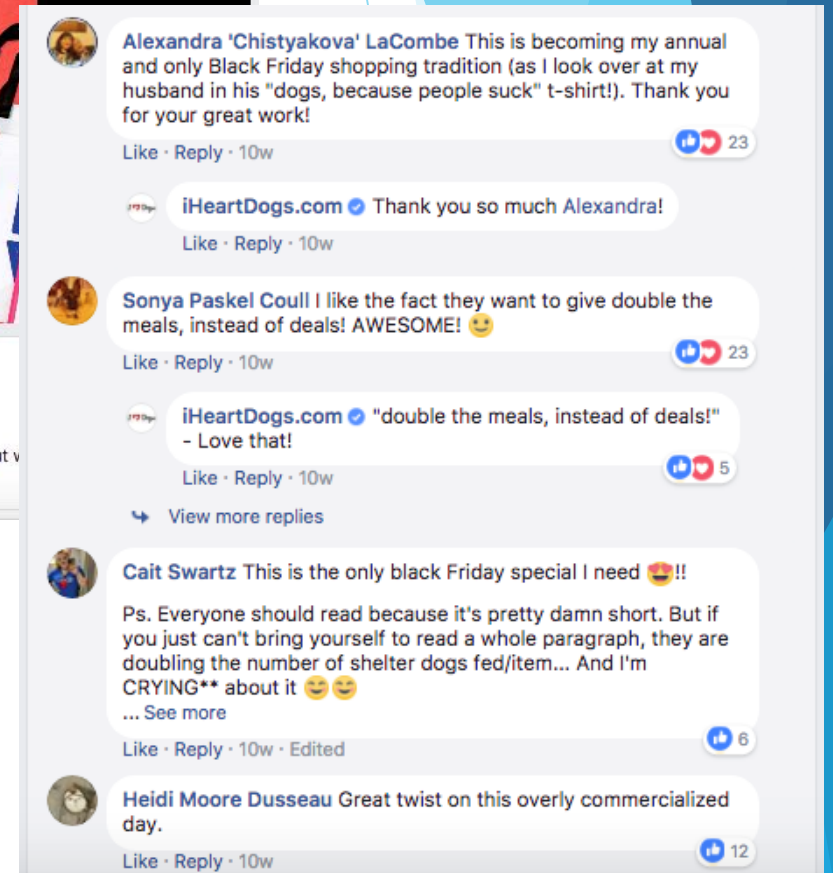 Alexandra 'Chistyakova' LaCombe This is becoming my annual
and only Black Friday shopping tradition (as I look over at my
husband in his "dogs, because people suck" t-shirt!). Thank you
for your great work!
23
Like · Reply · 10w
iHeartDogs.com Thank you so much Alexandra!
Like · Reply · 10w
Sonya Paskel Coull I like the fact they want to give double the
meals, instead of deals! AWESOME! 🙂
23
Like · Reply · 10w
iHeartDogs.com "double the meals, instead of deals!"
- Love that!
5
Like · Reply · 10w
View more replies
Cait Swartz This is the only black Friday special I need 😍!!
Ps. Everyone should read because it's pretty damn short. But if
you just can't bring yourself to read a whole paragraph, they are
doubling the number of shelter dogs fed/item... And I'm
CRYING** about it 😊😊
... See more
6
Like · Reply · 10w · Edited
Heidi Moore Dusseau Great twist on this overly commercialized
day.
12
Like · Reply · 10w